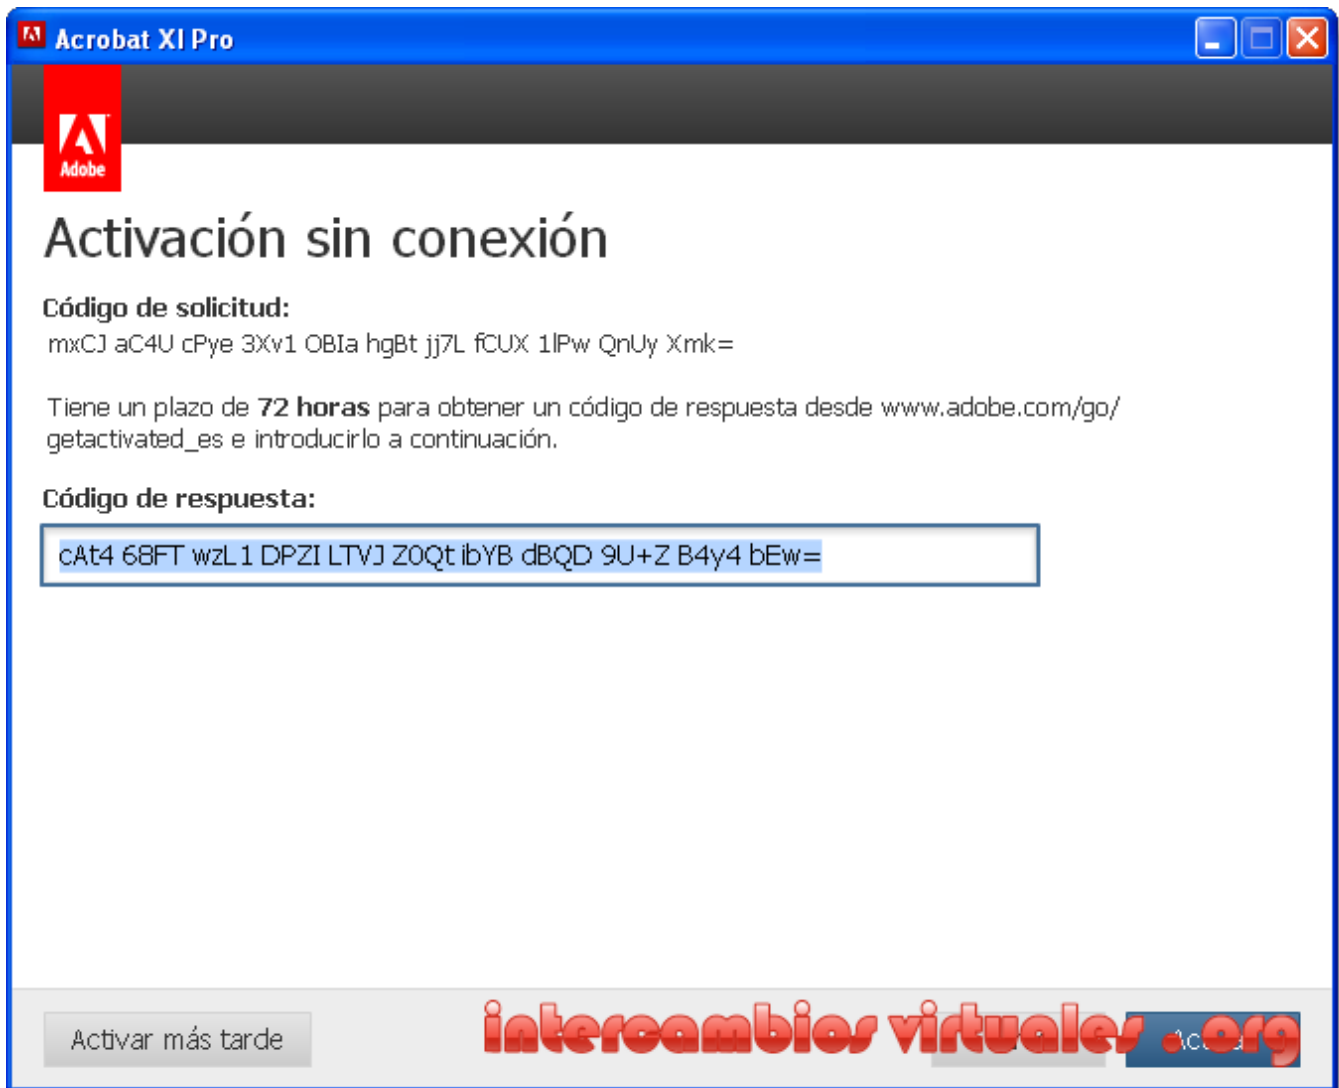 Acrobat XI Pro
Adobe
Activación sin conexión
Código de solicitud:
mxCJ aC4U cPye 3Xv1 OBIa hgBt jj7L fCUX 1lPw QnUy Xmk=
Tiene un plazo de 72 horas para obtener un código de respuesta desde www.adobe.com/go/
getactivated_es e introducirlo a continuación.
Código de respuesta:
cAt4 68FT wzL1 DPZI LTVJ Z0Qt ibYB dBQD 9U+Z B4y4 bEw=
Activar más tarde
intercambios virtuales . org